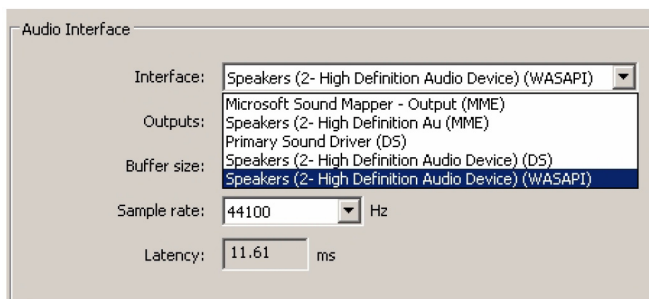 Audio Interface
Interface: Speakers (2- High Definition Audio Device) (WASAPI)
Microsoft Sound Mapper - Output (MME)
Outputs: Speakers (2- High Definition Au (MME)
Primary Sound Driver (DS)
Buffer size: Speakers (2- High Definition Audio Device) (DS)
Speakers (2- High Definition Audio Device) (WASAPI)
Sample rate: 44100 Hz
Latency: 11.61 ms